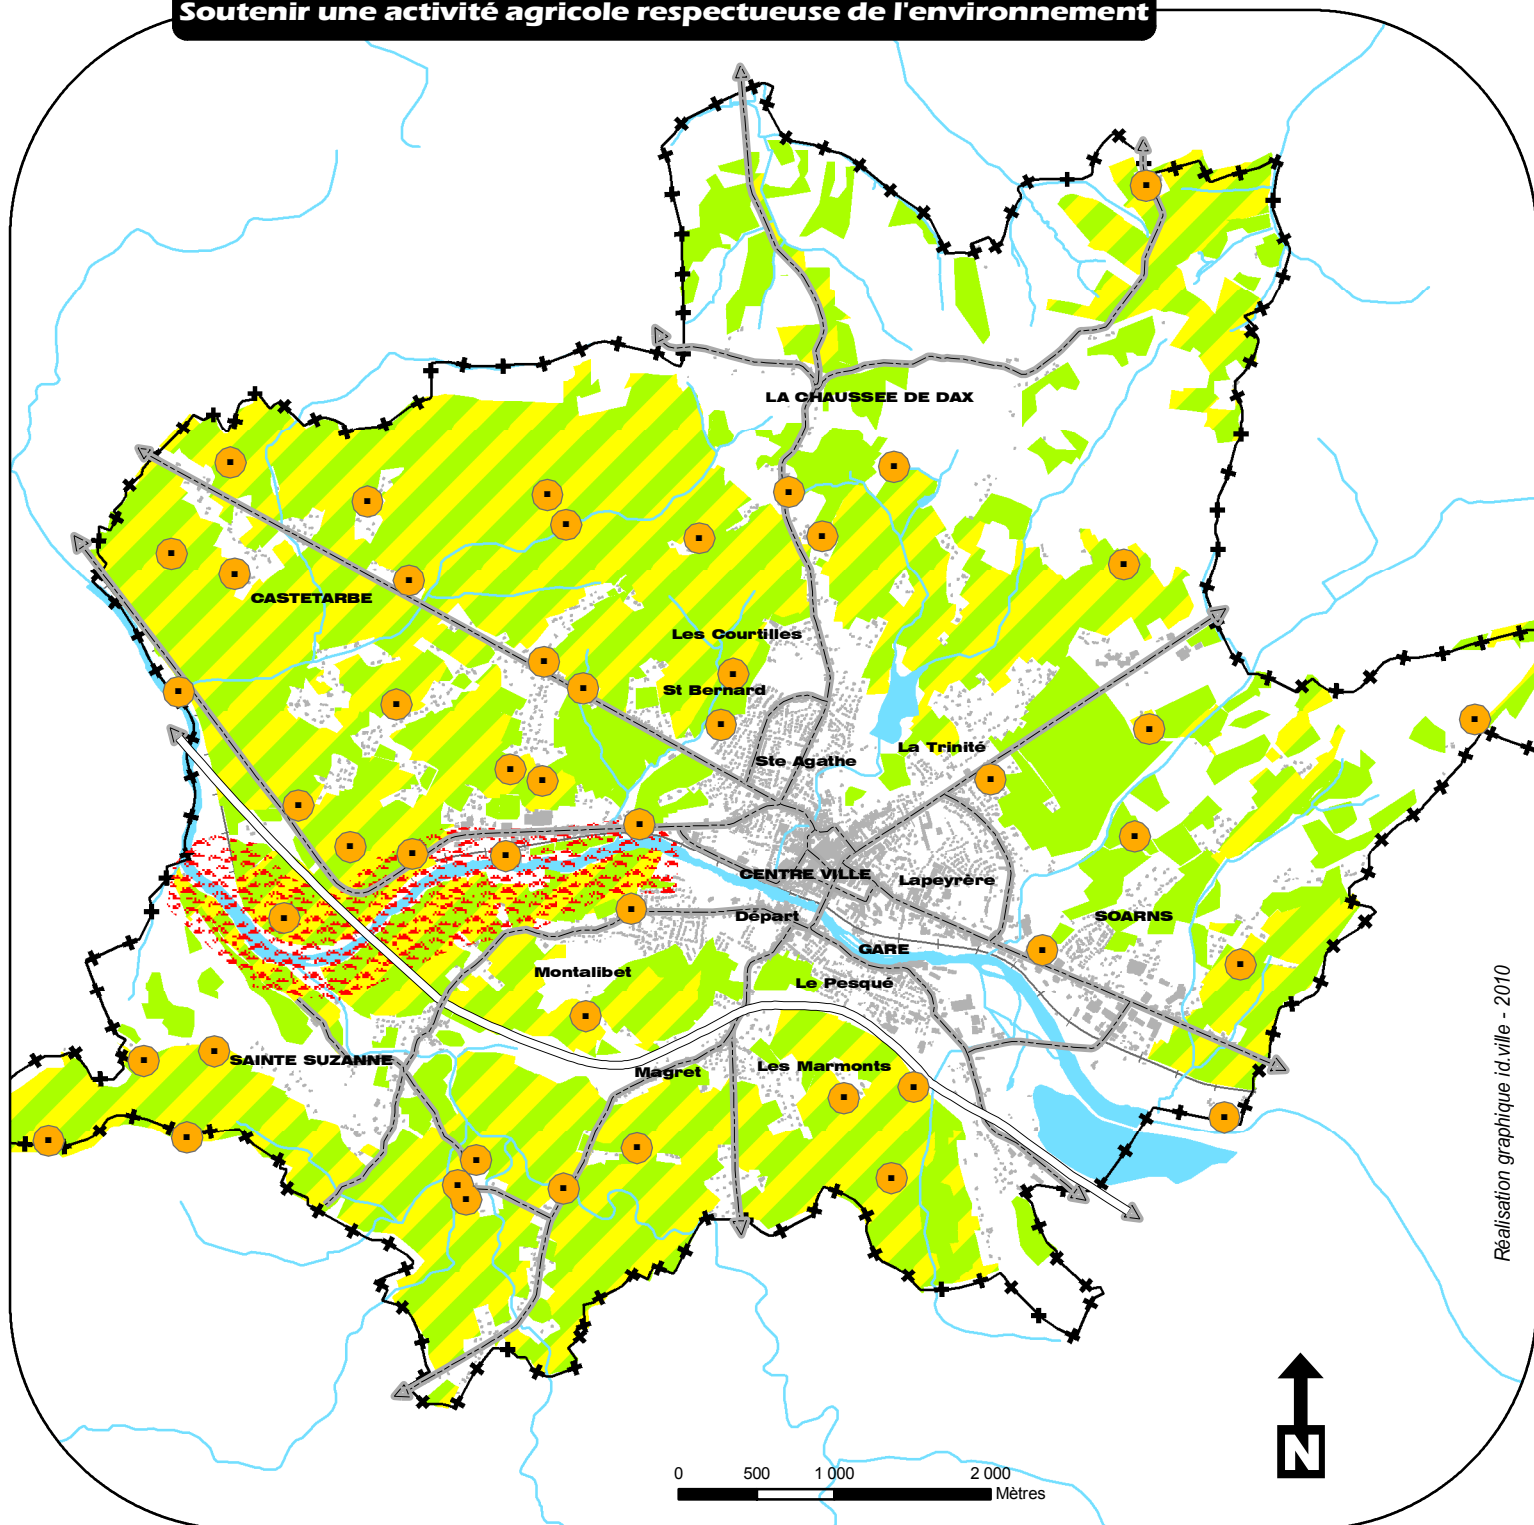 Soutenir une activité agricole respectueuse de l'environnement
LA CHAUSSEE DE DAX
CASTETARBE
Les Courtilles
St Bernard
La Trinité
Ste Agathe
CENTRE VILLE
Lapeyrère
Départ
SOARNS
GARE
Montalibet
Le Pesqué
SAINTE SUZANNE
Magret
Les Marmonts
Réalisation graphique id.ville - 2010
N
0 500 1 000 2 000
Mètres